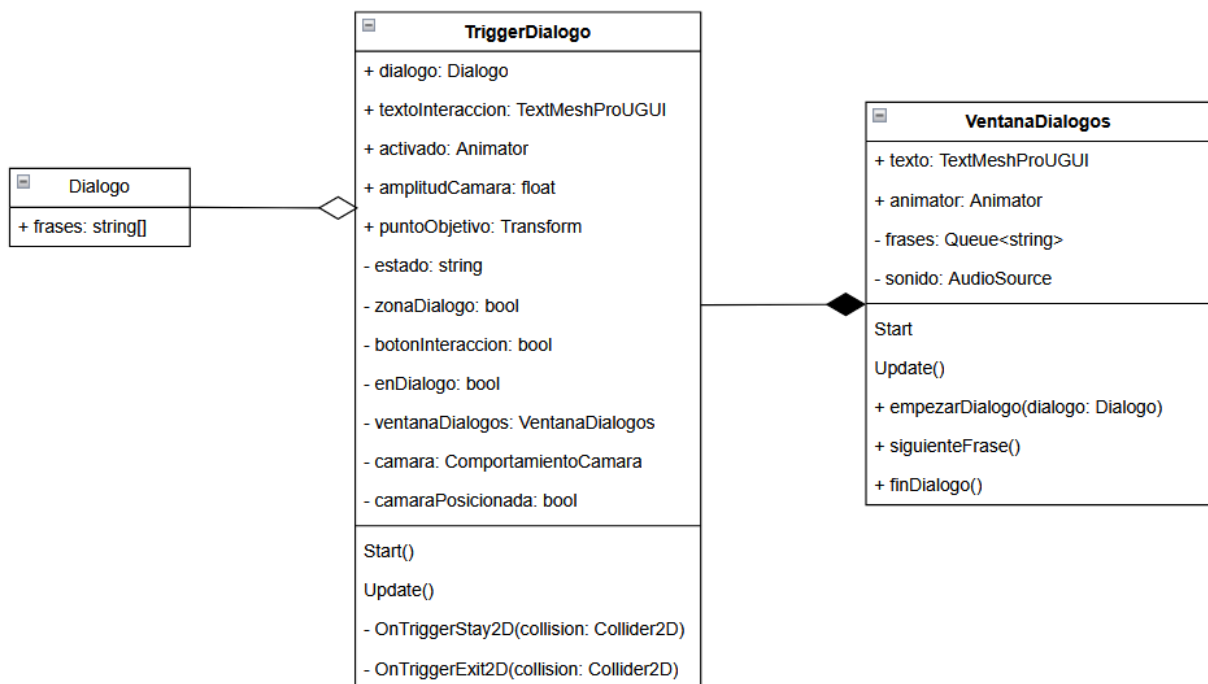 Dialogo
+ frases: string[]
TriggerDialogo
+ dialogo: Dialogo
+ textoInteraccion: TextMeshProUGUI
+ activado: Animator
+ amplitudCamara: float
+ puntoObjetivo: Transform
- estado: string
- zonaDialogo: bool
- botonInteraccion: bool
- enDialogo: bool
- ventanaDialogos: VentanaDialogos
- camara: ComportamientoCamara
- camaraPosicionada: bool
Start()
Update()
- OnTriggerStay2D(collision: Collider2D)
- OnTriggerExit2D(collision: Collider2D)
VentanaDialogos
+ texto: TextMeshProUGUI
+ animator: Animator
- frases: Queue<string>
- sonido: AudioSource
Start
Update()
+ empezarDialogo(dialogo: Dialogo)
+ siguienteFrase()
+ finDialogo()